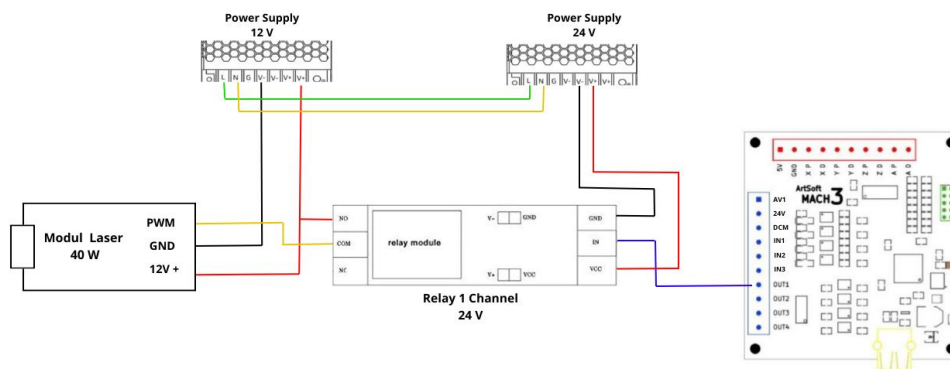 Power Supply
12 V
Power Supply
24 V
L N G V- V- V+ V+
L N G V- V- V+ V+
5V GND X P X D Y P Y D Z P Z D A P A D
ArtSoft
MACH3
AV1
24V
DCM
IN1
IN2
IN3
OUT1
OUT2
OUT3
OUT4
Modul Laser
40 W
PWM
GND
12V +
NO
COM
NC
relay module
V- GND
V+ VCC
GND
IN
VCC
Relay 1 Channel
24 V